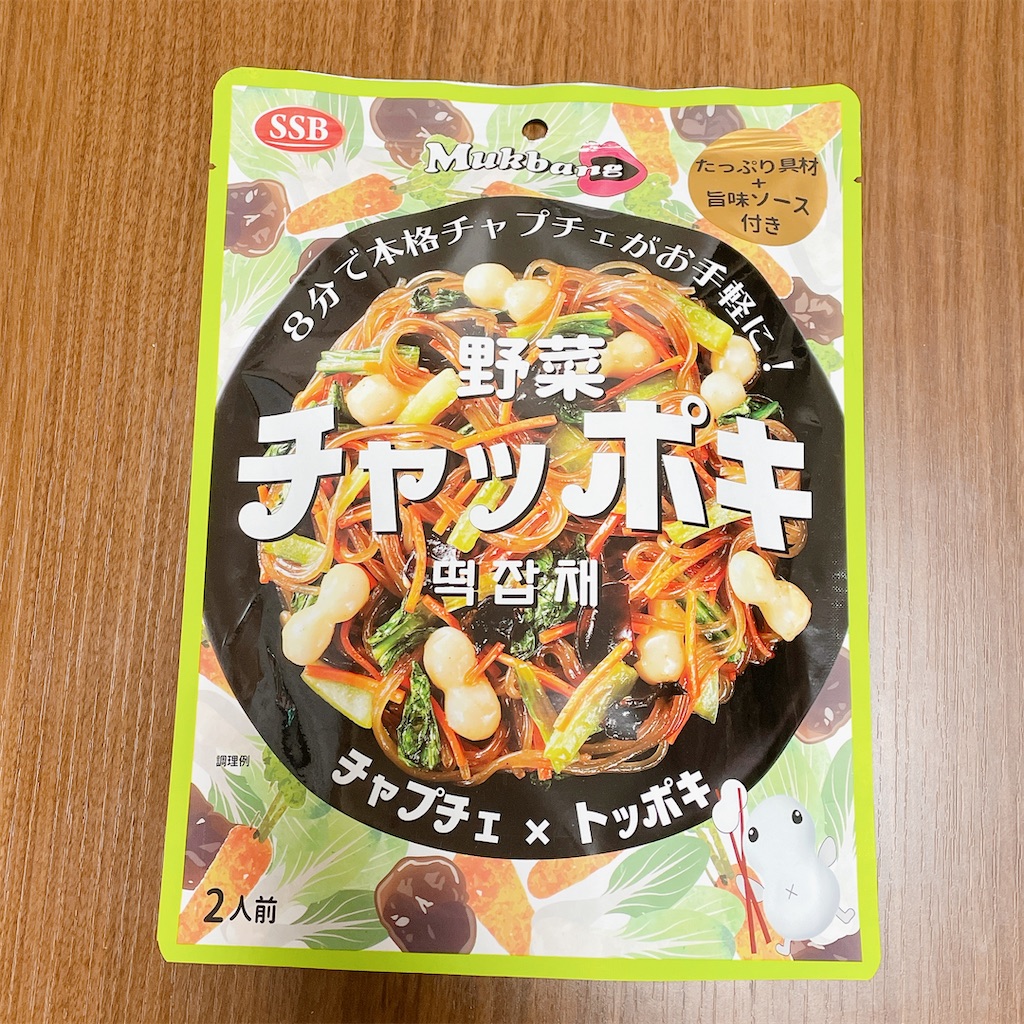 SSB
Mukbang
たっぷり具材
+
旨味ソース
付き
8分で本格チャプチェがお手軽に!
野菜
チャッポキ
떡잡채
調理例
チャプチェ × トッポキ
2人前